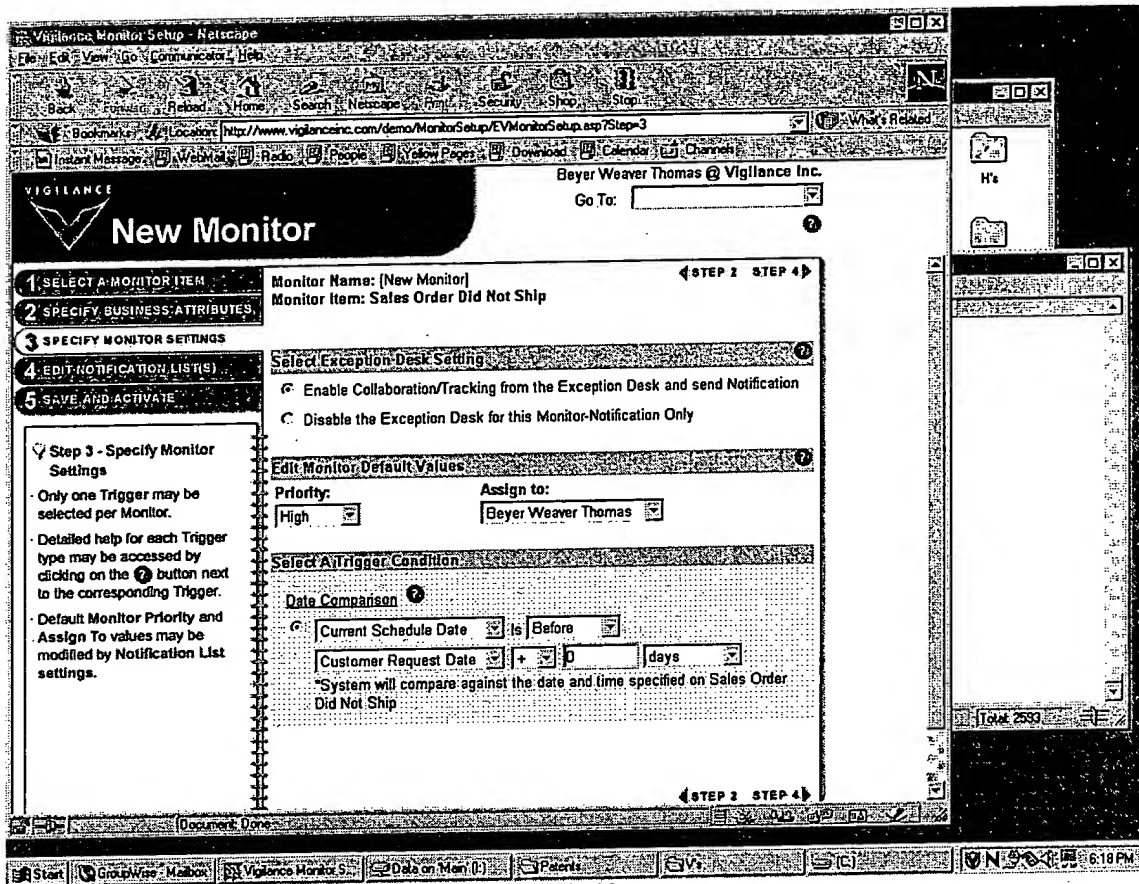 Vigilance Monitor Setup - Netscape
File Edit View Go Communicator Help
Back Forward Reload Home Search Netscape Print Security Shop Stop
N
Bookmarks Location: http://www.vigilanceinc.com/demo/MonitorSetup/EVMonitorSetup.asp?Step=3 What's Related
Instant Message WebMail Radio People Yellow Pages Download Calendar Channels
VIGILANCE
New Monitor
Beyer Weaver Thomas @ Vigilance Inc.
Go To:
?
H's
1 SELECT A MONITOR ITEM
2 SPECIFY BUSINESS ATTRIBUTES
3 SPECIFY MONITOR SETTINGS
4 EDIT NOTIFICATION LIST(S)
5 SAVE AND ACTIVATE
Step 3 - Specify Monitor
Settings
· Only one Trigger may be
selected per Monitor.
· Detailed help for each Trigger
type may be accessed by
clicking on the ? button next
to the corresponding Trigger.
· Default Monitor Priority and
Assign To values may be
modified by Notification List
settings.
STEP 2 STEP 4
Monitor Name: [New Monitor]
Monitor Item: Sales Order Did Not Ship
Select Exception Desk Setting ?
Enable Collaboration/Tracking from the Exception Desk and send Notification
Disable the Exception Desk for this Monitor-Notification Only
Edit Monitor Default Values ?
Priority: Assign to:
High Beyer Weaver Thomas
Select A Trigger Condition
Date Comparison ?
Current Schedule Date is Before
Customer Request Date + 0 days
*System will compare against the date and time specified on Sales Order
Did Not Ship
STEP 2 STEP 4
Total: 2593
Document: Done
Start GroupWise - Mailbox Vigilance Monitor S... Data on 'Main' (I:) Patents V's (C:) N 6:18 PM